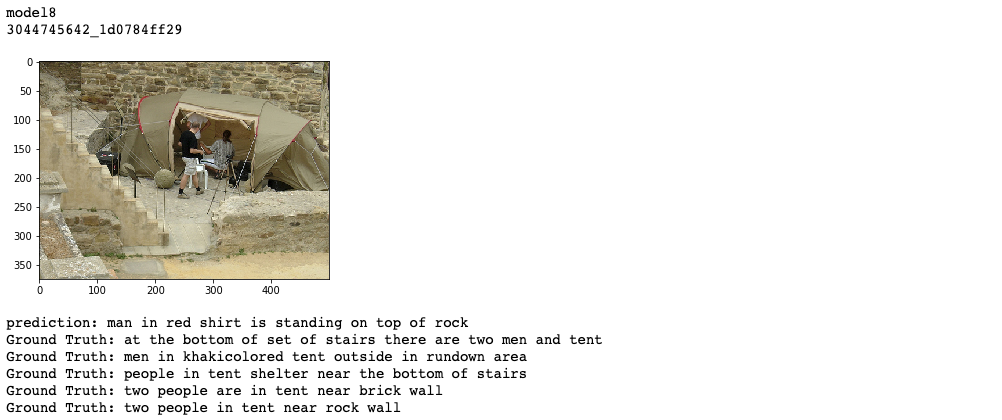 model8
3044745642_1d0784ff29
0
50
100
150
200
250
300
350
0 100 200 300 400
prediction: man in red shirt is standing on top of rock
Ground Truth: at the bottom of set of stairs there are two men and tent
Ground Truth: men in khakicolored tent outside in rundown area
Ground Truth: people in tent shelter near the bottom of stairs
Ground Truth: two people are in tent near brick wall
Ground Truth: two people in tent near rock wall